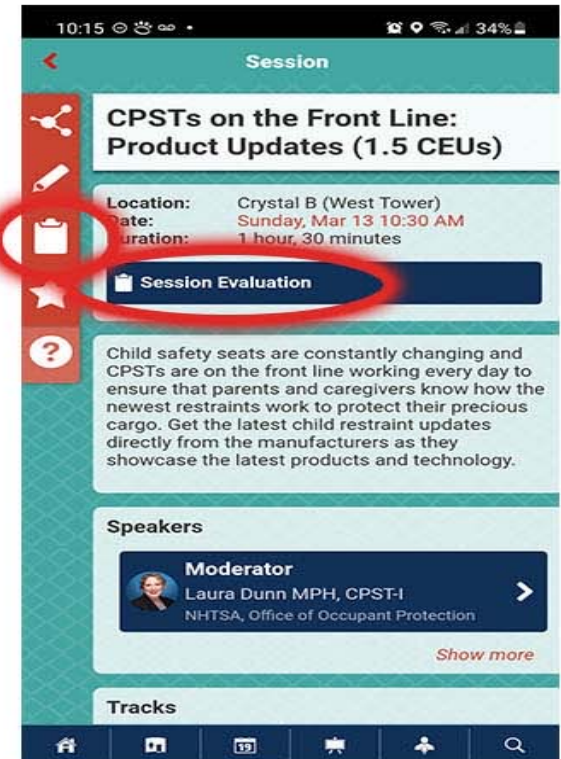 10:15
34%
Session
CPSTs on the Front Line:
Product Updates (1.5 CEUs)
Location: Crystal B (West Tower)
Date: Sunday, Mar 13 10:30 AM
Duration: 1 hour, 30 minutes
Session Evaluation
?
Child safety seats are constantly changing and
CPSTs are on the front line working every day to
ensure that parents and caregivers know how the
newest restraints work to protect their precious
cargo. Get the latest child restraint updates
directly from the manufacturers as they
showcase the latest products and technology.
Speakers
Moderator
Laura Dunn MPH, CPST-I
NHTSA, Office of Occupant Protection
Show more
Tracks
19